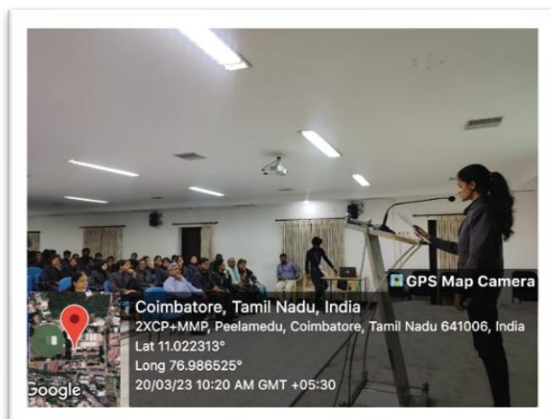 GPS Map Camera
Coimbatore, Tamil Nadu, India
2XCP+MMP, Peelamedu, Coimbatore, Tamil Nadu 641006, India
Lat 11.022313°
Long 76.986525°
20/03/23 10:20 AM GMT +05:30
Google